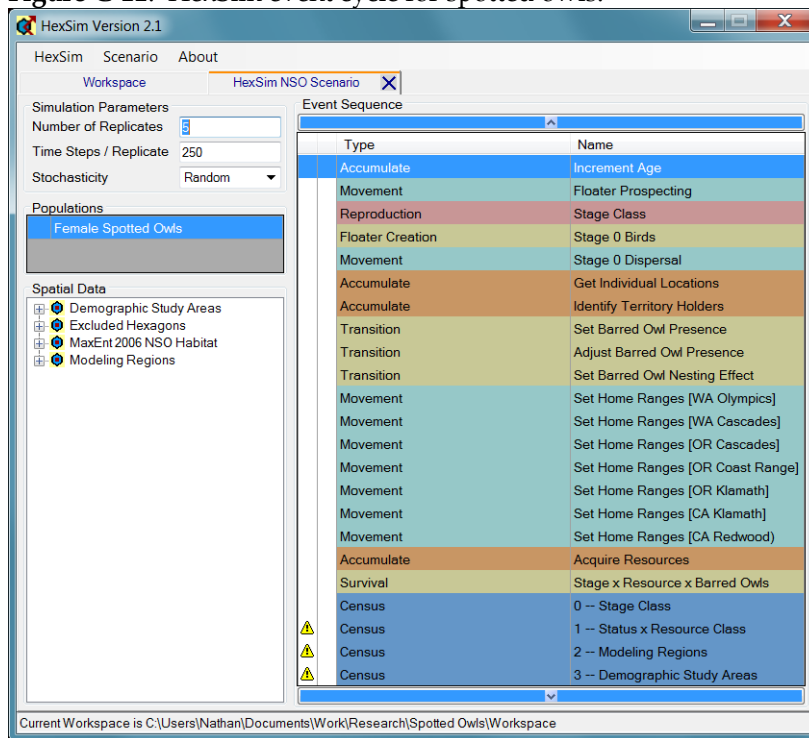 Figure C-11. HexSim event cycle for spotted owls.
HexSim Version 2.1
HexSim Scenario About
Workspace HexSim NSO Scenario
Simulation Parameters
Number of Replicates 5
Time Steps / Replicate 250
Stochasticity Random
Populations
Female Spotted Owls
Spatial Data
Demographic Study Areas
Excluded Hexagons
MaxEnt 2006 NSO Habitat
Modeling Regions
Event Sequence
Type Name
Accumulate Increment Age
Movement Floater Prospecting
Reproduction Stage Class
Floater Creation Stage 0 Birds
Movement Stage 0 Dispersal
Accumulate Get Individual Locations
Accumulate Identify Territory Holders
Transition Set Barred Owl Presence
Transition Adjust Barred Owl Presence
Transition Set Barred Owl Nesting Effect
Movement Set Home Ranges [WA Olympics]
Movement Set Home Ranges [WA Cascades]
Movement Set Home Ranges [OR Cascades]
Movement Set Home Ranges [OR Coast Range]
Movement Set Home Ranges [OR Klamath]
Movement Set Home Ranges [CA Klamath]
Movement Set Home Ranges [CA Redwood)
Accumulate Acquire Resources
Survival Stage x Resource x Barred Owls
Census 0 -- Stage Class
Census 1 -- Status x Resource Class
Census 2 -- Modeling Regions
Census 3 -- Demographic Study Areas
Current Workspace is C:\Users\Nathan\Documents\Work\Research\Spotted Owls\Workspace